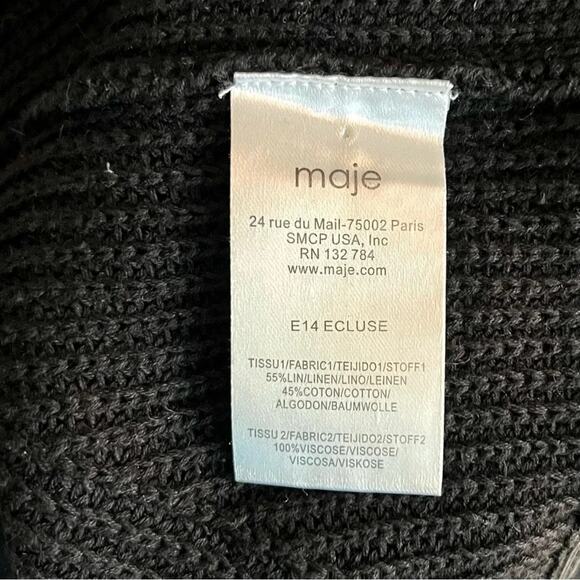 maje
24 rue du Mail-75002 Paris
SMCP USA, Inc
RN 132 784
www.maje.com
E14 ECLUSE
TISSU1/FABRIC1/TEIJIDO1/STOFF1
55%LIN/LINEN/LINO/LEINEN
45%COTON/COTTON/
ALGODON/BAUMWOLLE
TISSU 2/FABRIC2/TEIJIDO2/STOFF2
100%VISCOSE/VISCOSE/
VISCOSA/VISKOSE